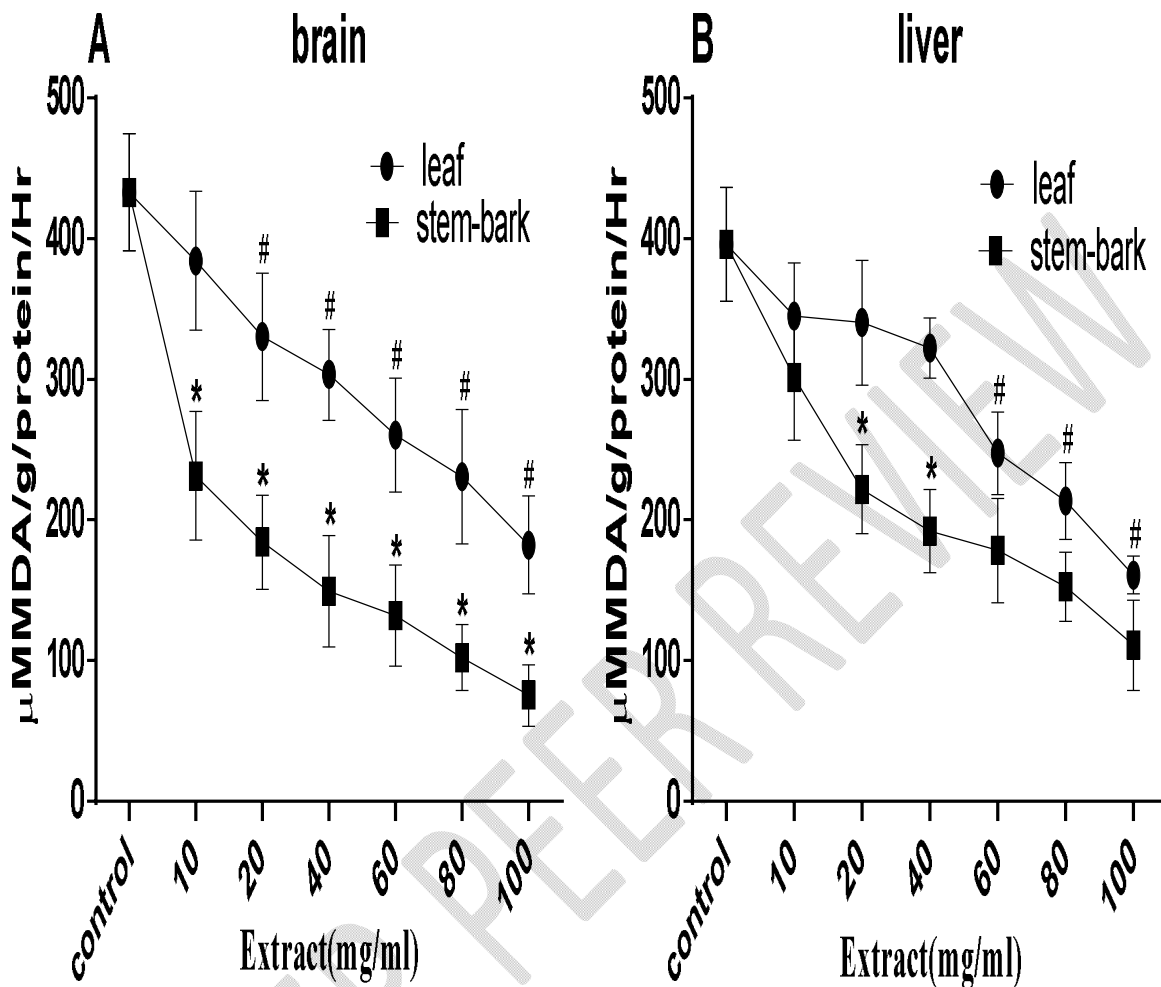 A brain
500
400
300
200
100
0
μMMDA/g/protein/Hr
leaf
stem-bark
#
#
#
#
#
*
*
*
*
*
*
control 10 20 40 60 80 100
Extract(mg/ml)
B liver
500
400
300
200
100
0
μMMDA/g/protein/Hr
leaf
stem-bark
#
#
#
*
*
control 10 20 40 60 80 100
Extract(mg/ml)
PEER REVIEW